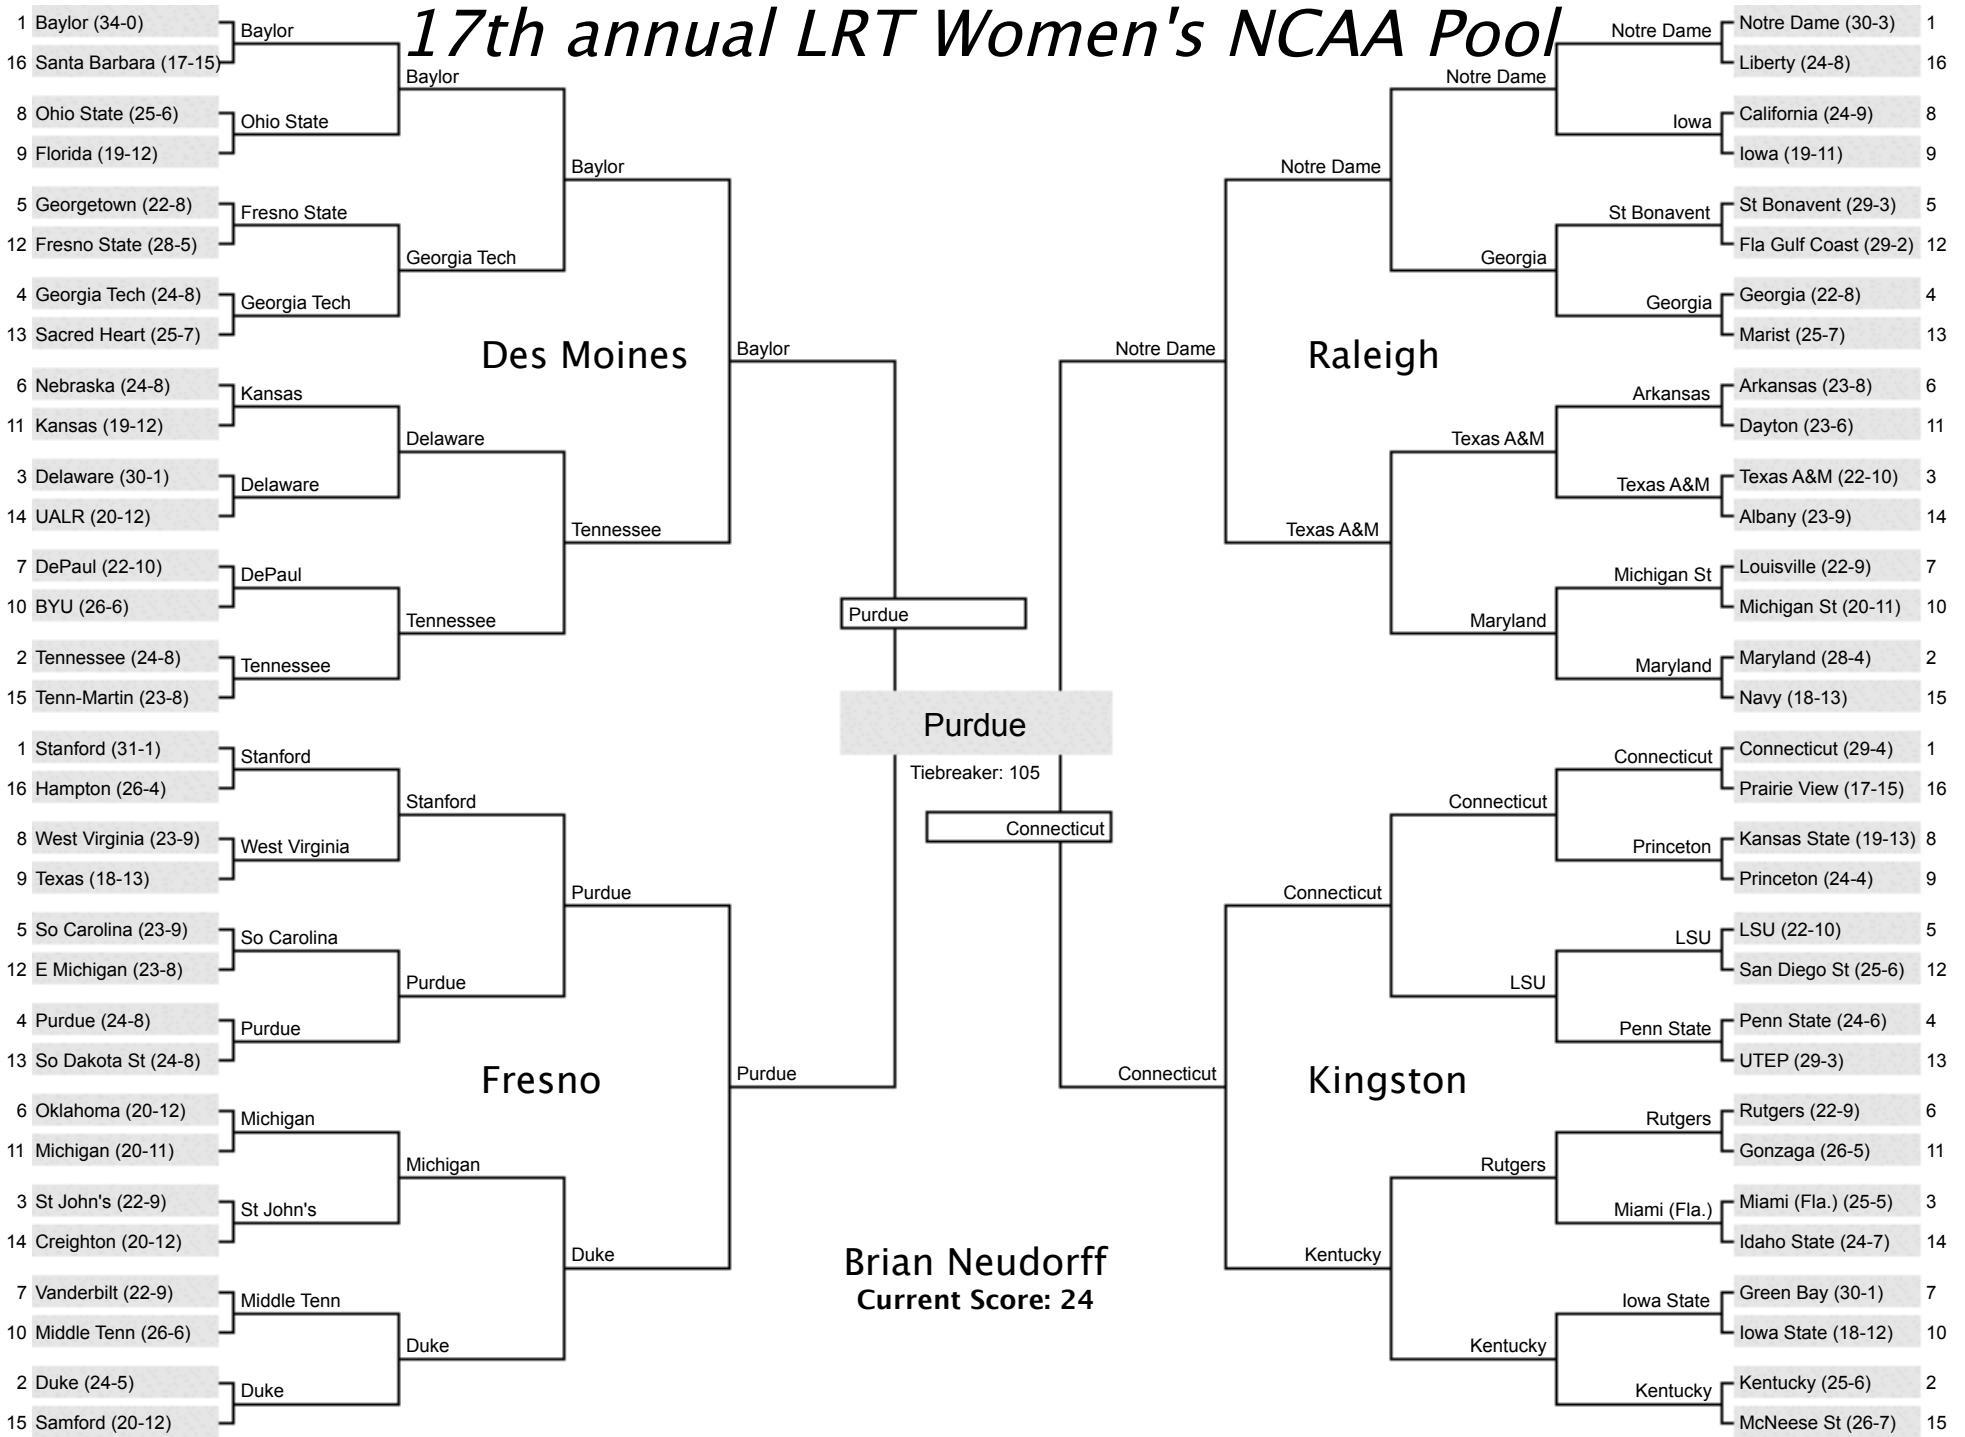 17th annual LRT Women's NCAA Pool
1 Baylor (34-0)
16 Santa Barbara (17-15)
8 Ohio State (25-6)
9 Florida (19-12)
5 Georgetown (22-8)
12 Fresno State (28-5)
4 Georgia Tech (24-8)
13 Sacred Heart (25-7)
6 Nebraska (24-8)
11 Kansas (19-12)
3 Delaware (30-1)
14 UALR (20-12)
7 DePaul (22-10)
10 BYU (26-6)
2 Tennessee (24-8)
15 Tenn-Martin (23-8)
1 Stanford (31-1)
16 Hampton (26-4)
8 West Virginia (23-9)
9 Texas (18-13)
5 So Carolina (23-9)
12 E Michigan (23-8)
4 Purdue (24-8)
13 So Dakota St (24-8)
6 Oklahoma (20-12)
11 Michigan (20-11)
3 St John's (22-9)
14 Creighton (20-12)
7 Vanderbilt (22-9)
10 Middle Tenn (26-6)
2 Duke (24-5)
15 Samford (20-12)
Baylor
Ohio State
Fresno State
Georgia Tech
Kansas
Delaware
DePaul
Tennessee
Stanford
West Virginia
So Carolina
Purdue
Michigan
St John's
Middle Tenn
Duke
Baylor
Georgia Tech
Delaware
Tennessee
Stanford
Purdue
Michigan
Duke
Baylor
Tennessee
Purdue
Duke
Des Moines
Fresno
Baylor
Purdue
Purdue
Purdue
Tiebreaker: 105
Connecticut
Brian Neudorff
Current Score: 24
Notre Dame
Connecticut
Raleigh
Kingston
Notre Dame
Texas A&M
Connecticut
Kentucky
Notre Dame
Georgia
Texas A&M
Maryland
Connecticut
LSU
Rutgers
Kentucky
Notre Dame
Iowa
St Bonavent
Georgia
Arkansas
Texas A&M
Michigan St
Maryland
Connecticut
Princeton
LSU
Penn State
Rutgers
Miami (Fla.)
Iowa State
Kentucky
Notre Dame (30-3) 1
Liberty (24-8) 16
California (24-9) 8
Iowa (19-11) 9
St Bonavent (29-3) 5
Fla Gulf Coast (29-2) 12
Georgia (22-8) 4
Marist (25-7) 13
Arkansas (23-8) 6
Dayton (23-6) 11
Texas A&M (22-10) 3
Albany (23-9) 14
Louisville (22-9) 7
Michigan St (20-11) 10
Maryland (28-4) 2
Navy (18-13) 15
Connecticut (29-4) 1
Prairie View (17-15) 16
Kansas State (19-13) 8
Princeton (24-4) 9
LSU (22-10) 5
San Diego St (25-6) 12
Penn State (24-6) 4
UTEP (29-3) 13
Rutgers (22-9) 6
Gonzaga (26-5) 11
Miami (Fla.) (25-5) 3
Idaho State (24-7) 14
Green Bay (30-1) 7
Iowa State (18-12) 10
Kentucky (25-6) 2
McNeese St (26-7) 15